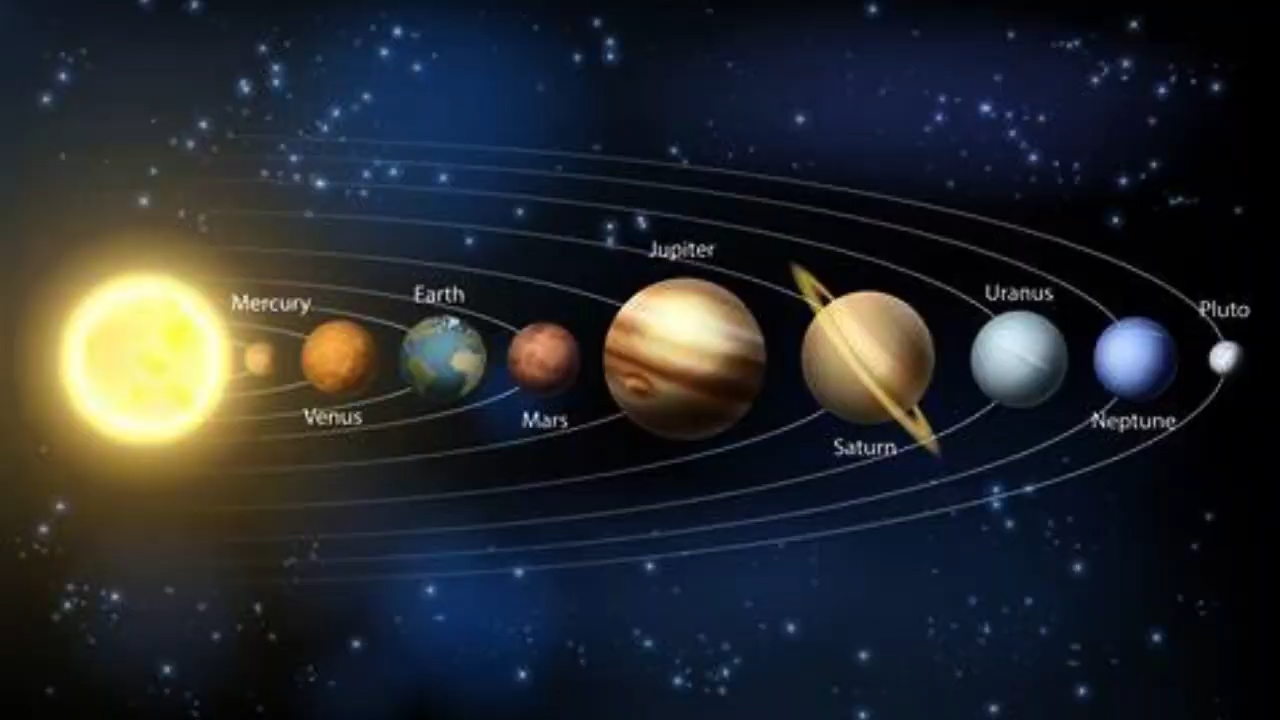 Mercury
Venus
Earth
Mars
Jupiter
Saturn
Uranus
Neptune
Pluto